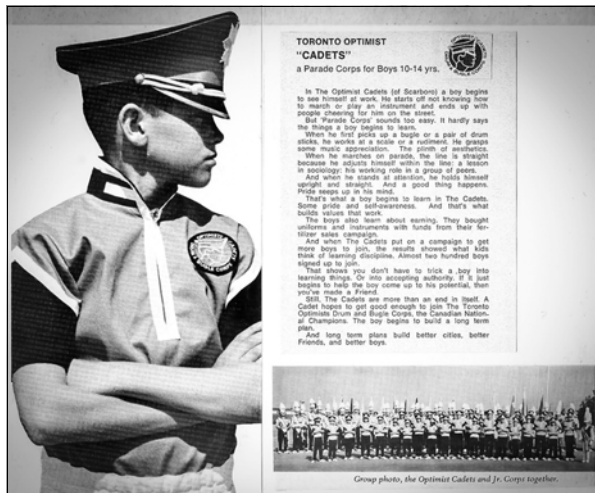 TORONTO OPTIMIST
"CADETS"
a Parade Corps for Boys 10-14 yrs.
In The Optimist Cadets (of Scarboro) a boy begins
to see himself at work. He starts off not knowing how
to march or play an instrument and ends up with
people cheering for him on the street.
But 'Parade Corps' sounds too easy. It hardly says
the things a boy begins to learn.
When he first picks up a bugle or a pair of drum
sticks, he works at a scale or a rudiment. He grasps
some music appreciation. The plinth of aesthetics.
When he marches on parade, the line is straight
because he adjusts himself within the line: a lesson
in sociology: his working role in a group of peers.
And when he stands at attention, he holds himself
upright and straight. And a good thing happens.
Pride seeps up in his mind.
That's what a boy begins to learn in The Cadets.
Some pride and self-awareness. And that's what
builds values that work.
The boys also learn about earning. They bought
uniforms and instruments with funds from their fer-
tilizer sales campaign.
And when The Cadets put on a campaign to get
more boys to join, the results showed what kids
think of learning discipline. Almost two hundred boys
signed up to join.
That shows you don't have to trick a boy into
learning things. Or into accepting authority. If it just
begins to help the boy come up to his potential, then
you've made a Friend.
Still, The Cadets are more than an end in itself. A
Cadet hopes to get good enough to join The Toronto
Optimists Drum and Bugle Corps, the Canadian Nation-
al Champions. The boy begins to build a long term
plan.
And long term plans build better cities, better
Friends, and better boys.
Group photo, the Optimist Cadets and Jr. Corps together.